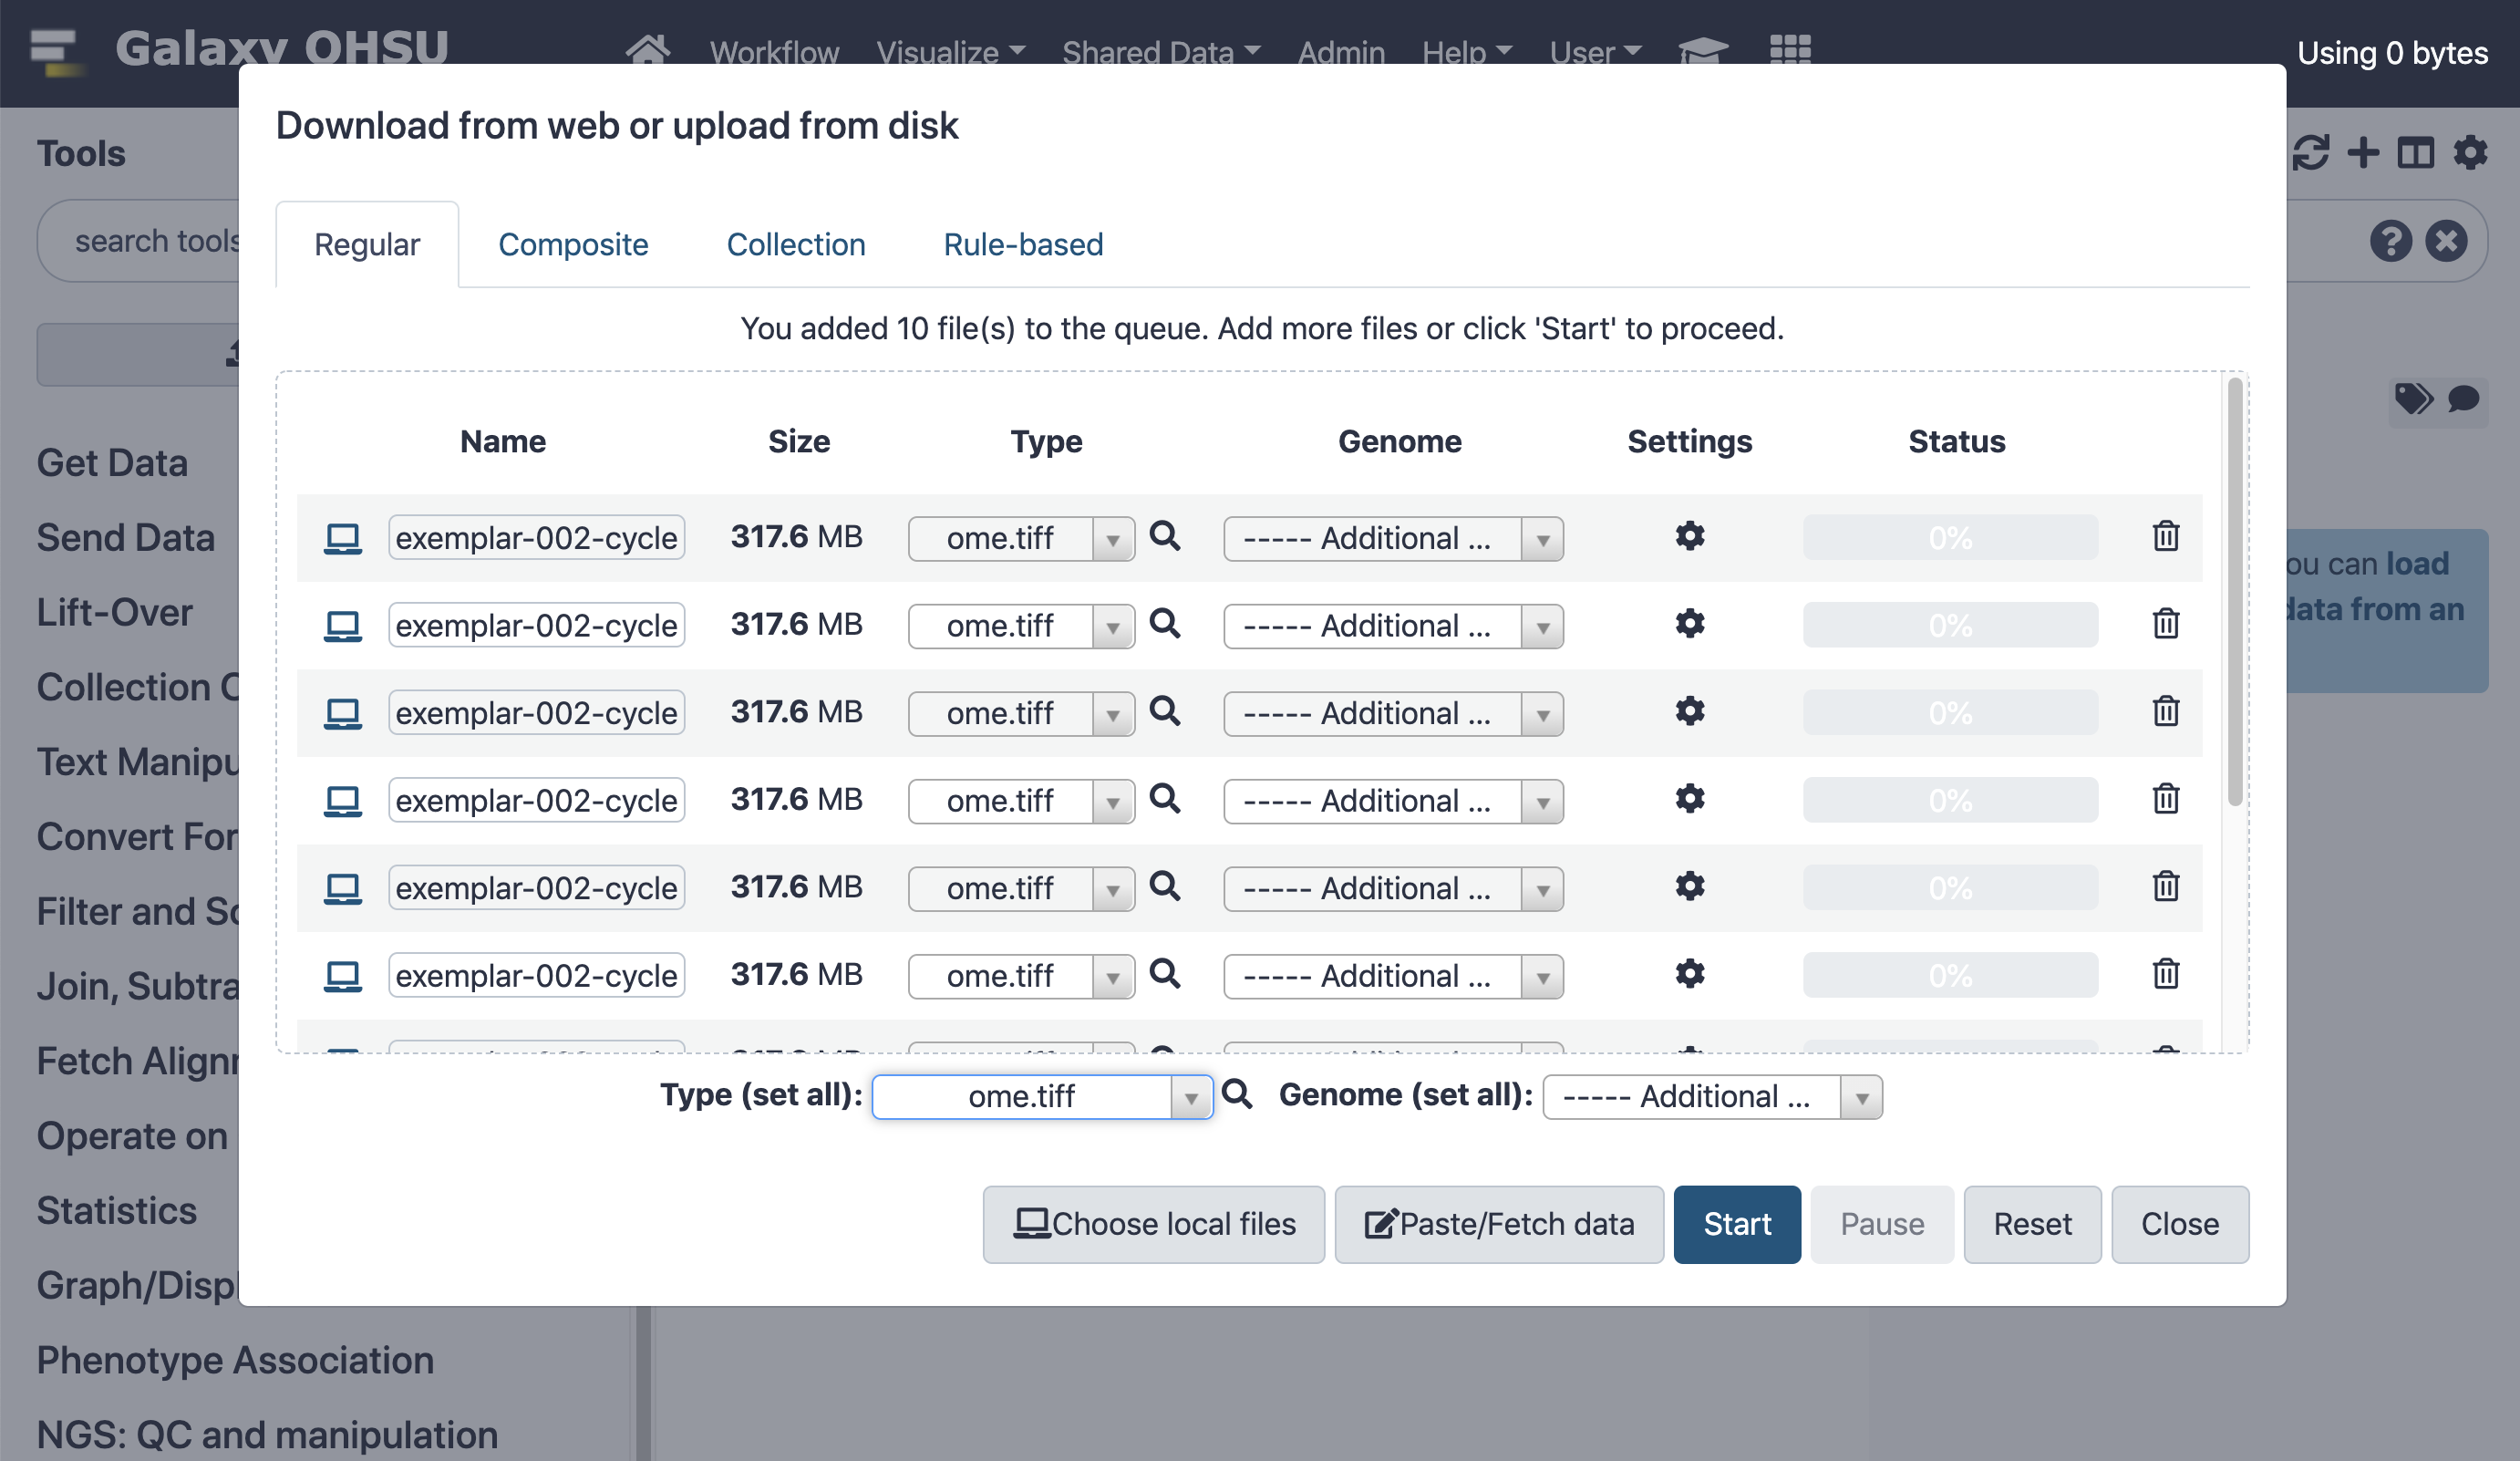 Galaxy OHSU
Workflow Visualize Shared Data Admin Help User
Using 0 bytes
Tools
search tools
Get Data
Send Data
Lift-Over
Collection
Text
Convert
Filter and
Join,
Fetch
Operate on
Statistics
Phenotype Association
NGS: QC and manipulation
Download from web or upload from disk
Regular Composite Collection Rule-based
You added 10 file(s) to the queue. Add more files or click 'Start' to proceed.
Name Size Type Genome Settings Status
exemplar-002-cycle 317.6 MB ome.tiff ----- Additional ... 0%
exemplar-002-cycle 317.6 MB ome.tiff ----- Additional ... 0%
exemplar-002-cycle 317.6 MB ome.tiff ----- Additional ... 0%
exemplar-002-cycle 317.6 MB ome.tiff ----- Additional ... 0%
exemplar-002-cycle 317.6 MB ome.tiff ----- Additional ... 0%
exemplar-002-cycle 317.6 MB ome.tiff ----- Additional ... 0%
Type (set all): ome.tiff Genome (set all): ----- Additional ...
Choose local files Paste/Fetch data Start Pause Reset Close
can load
data from an